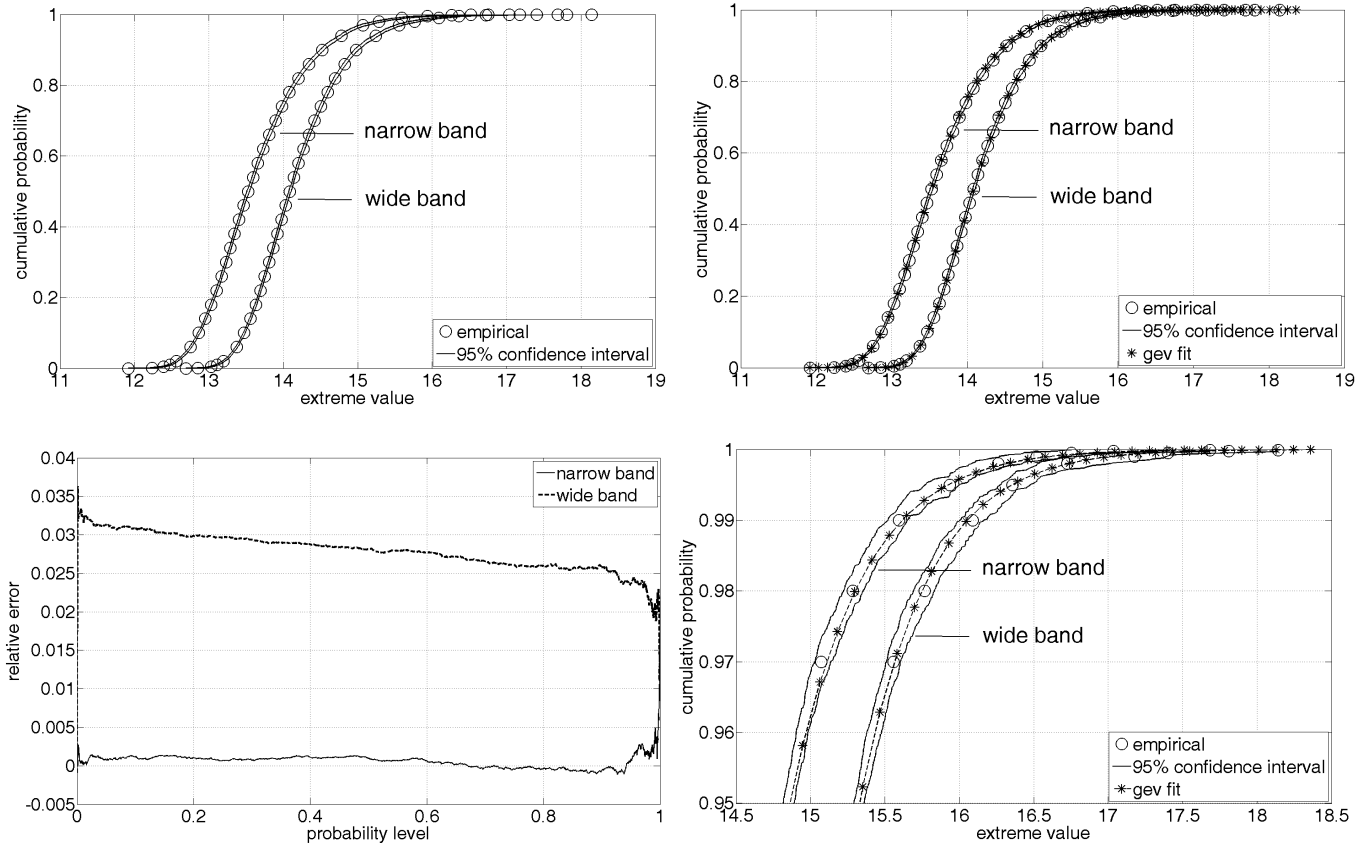 1
0.8
0.6
0.4
0.2
0
cumulative probability
narrow band
wide band
empirical
95% confidence interval
11 12 13 14 15 16 17 18 19
extreme value
1
0.8
0.6
0.4
0.2
0
cumulative probability
narrow band
wide band
empirical
95% confidence interval
gev fit
11 12 13 14 15 16 17 18 19
extreme value
0.04
0.035
0.03
0.025
0.02
0.015
0.01
0.005
0
-0.005
relative error
narrow band
wide band
0 0.2 0.4 0.6 0.8 1
probability level
1
0.99
0.98
0.97
0.96
0.95
cumulative probability
narrow band
wide band
empirical
95% confidence interval
gev fit
14.5 15 15.5 16 16.5 17 17.5 18 18.5
extreme value